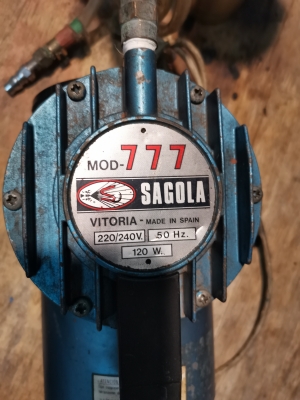 MOD-777
SAGOLA
VITORIA - MADE IN SPAIN
220/240V. 50 Hz.
120 W.